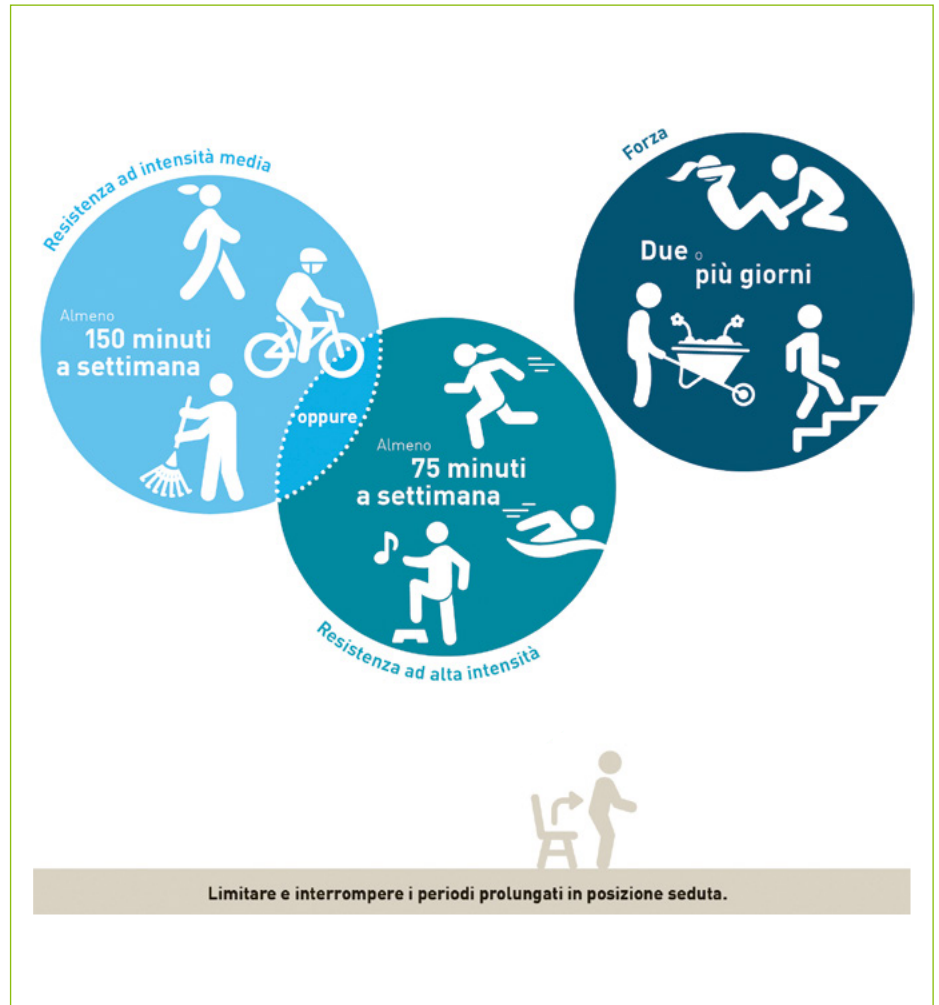 Resistenza ad intensità media
Almeno
150 minuti
a settimana
oppure
Almeno
75 minuti
a settimana
Resistenza ad alta intensità
Forza
Due o
più giorni
Limitare e interrompere i periodi prolungati in posizione seduta.